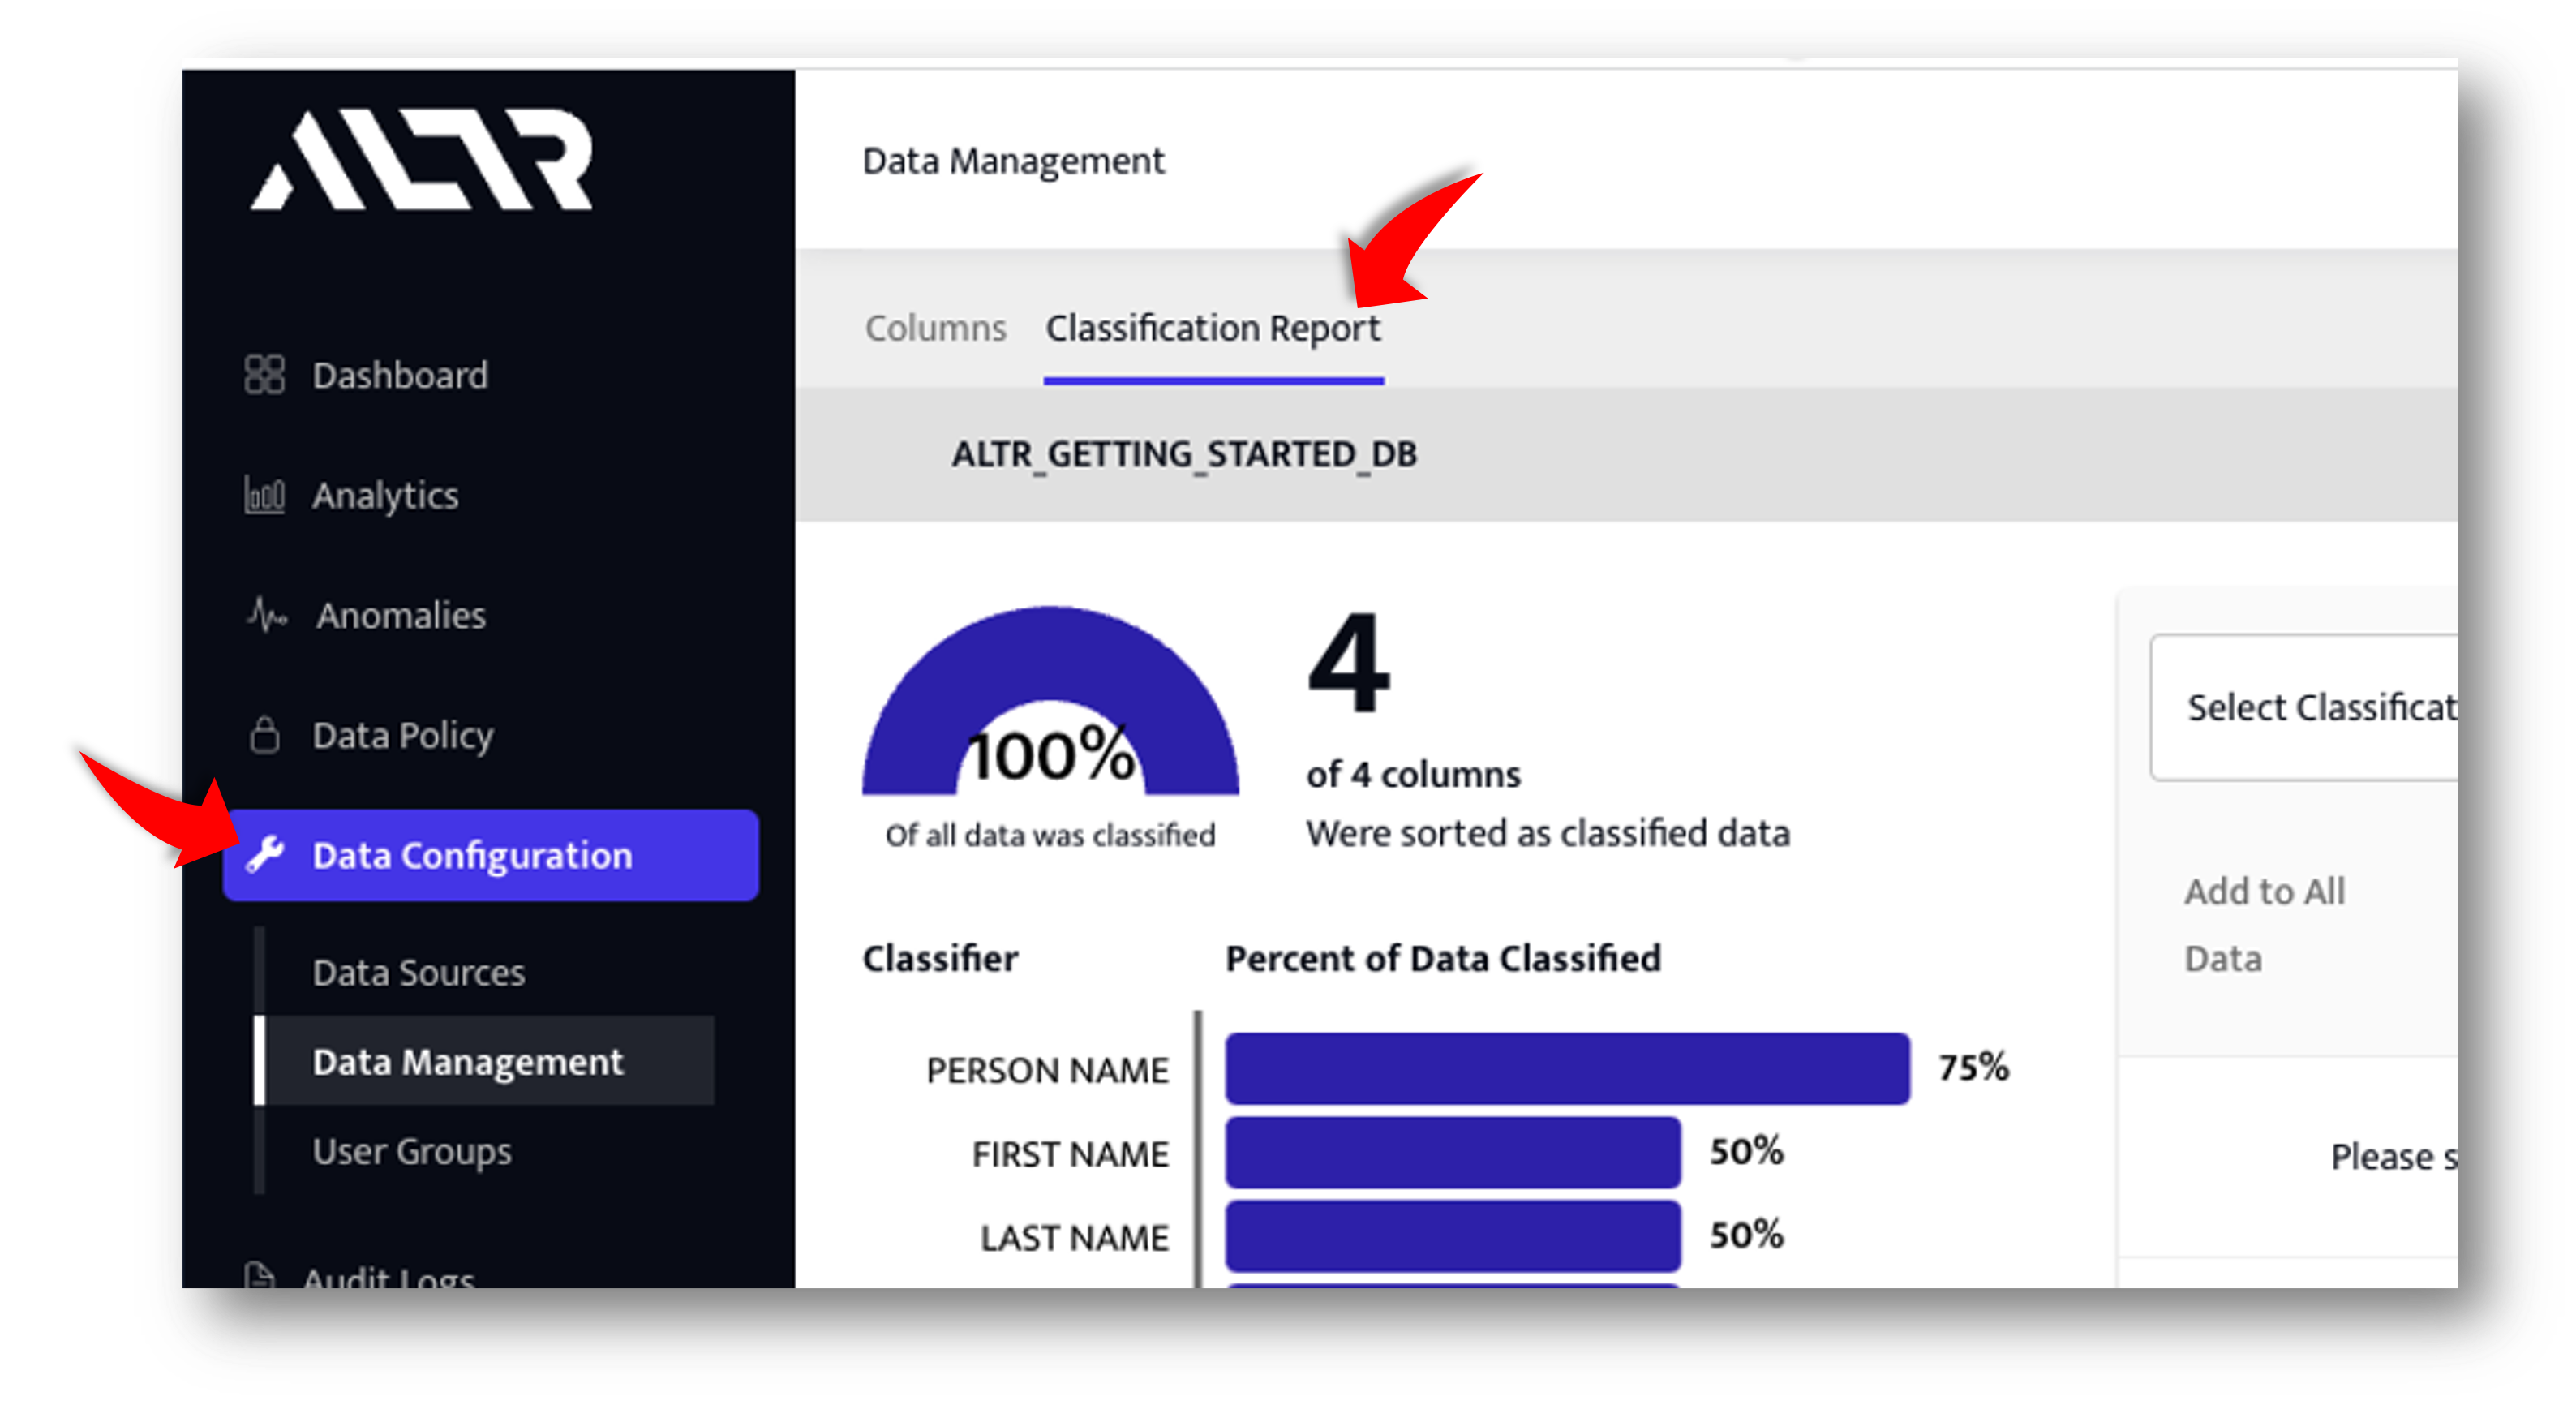 ALTR
Dashboard
Analytics
Anomalies
Data Policy
Data Configuration
Data Sources
Data Management
User Groups
Audit Logs
Data Management
Columns Classification Report
ALTR_GETTING_STARTED_DB
100%
Of all data was classified
4
of 4 columns
Were sorted as classified data
Classifier Percent of Data Classified
PERSON NAME 75%
FIRST NAME 50%
LAST NAME 50%
Select Classificat
Add to All
Data
Please s